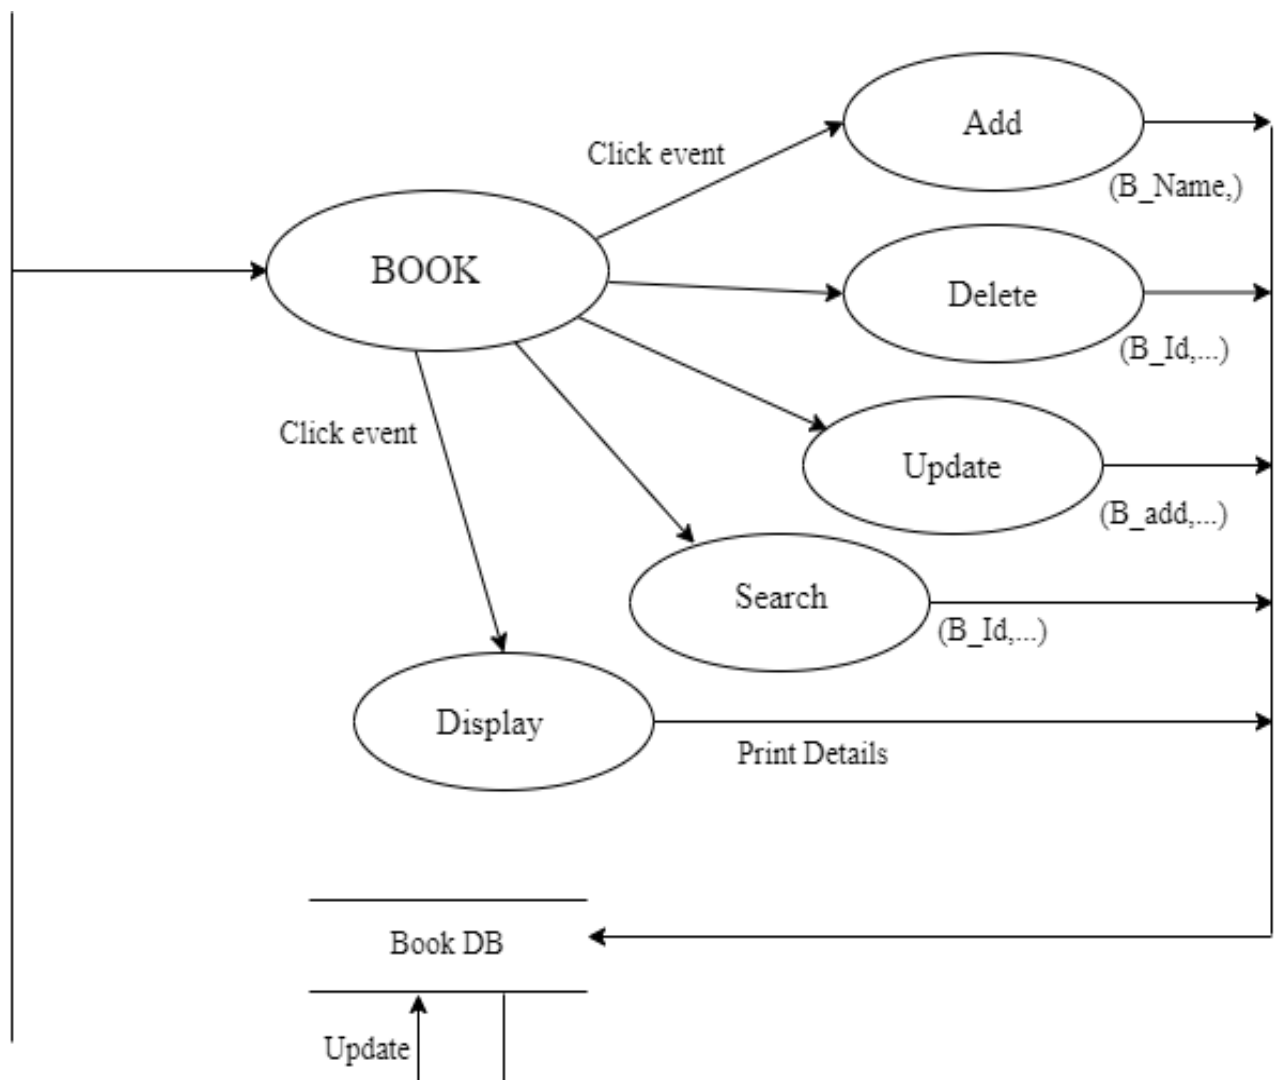 Add
Click event
(B_Name,)
BOOK
Delete
(B_Id,...)
Click event
Update
(B_add,...)
Search
(B_Id,...)
Display
Print Details
Book DB
Update